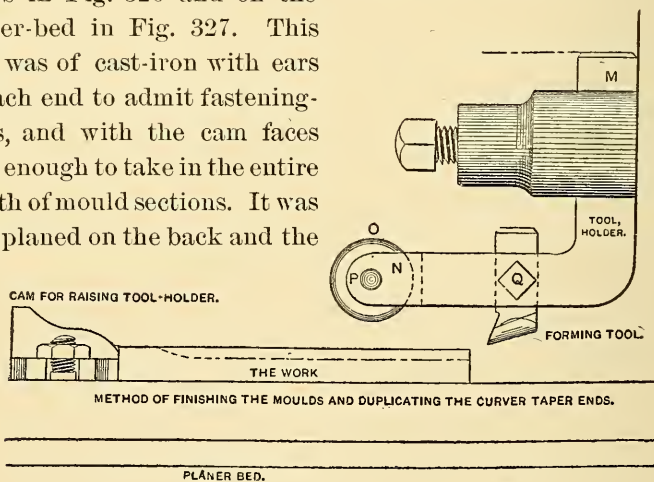 in Fig. 326 and on the
er-bed in Fig. 327. This
was of cast-iron with ears
ach end to admit fastening-
s, and with the cam faces
enough to take in the entire
th of mould sections. It was
planed on the back and the
M
TOOL,
HOLDER.
O
N
P
Q
FORMING TOOL
CAM FOR RAISING TOOL-HOLDER.
THE WORK
METHOD OF FINISHING THE MOULDS AND DUPLICATING THE CURVER TAPER ENDS.
PLANER BED.